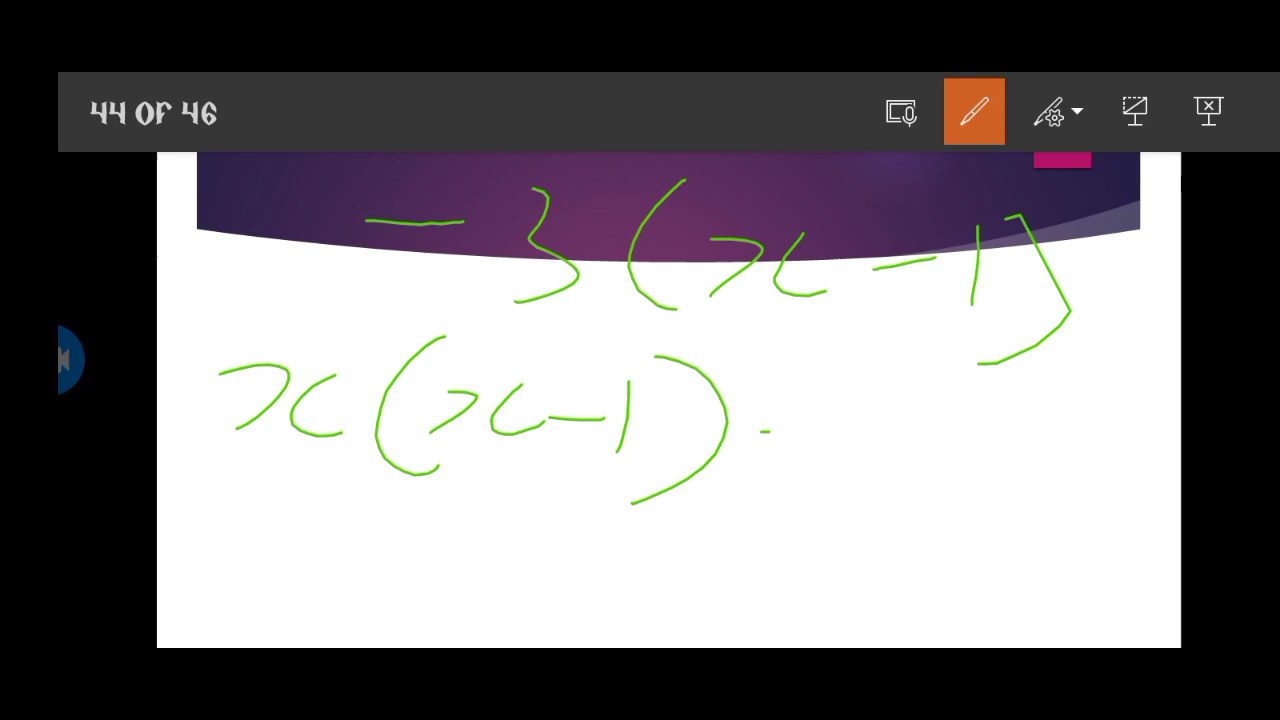 44 OF 46
- 3(x - 1)
x(x - 1) -